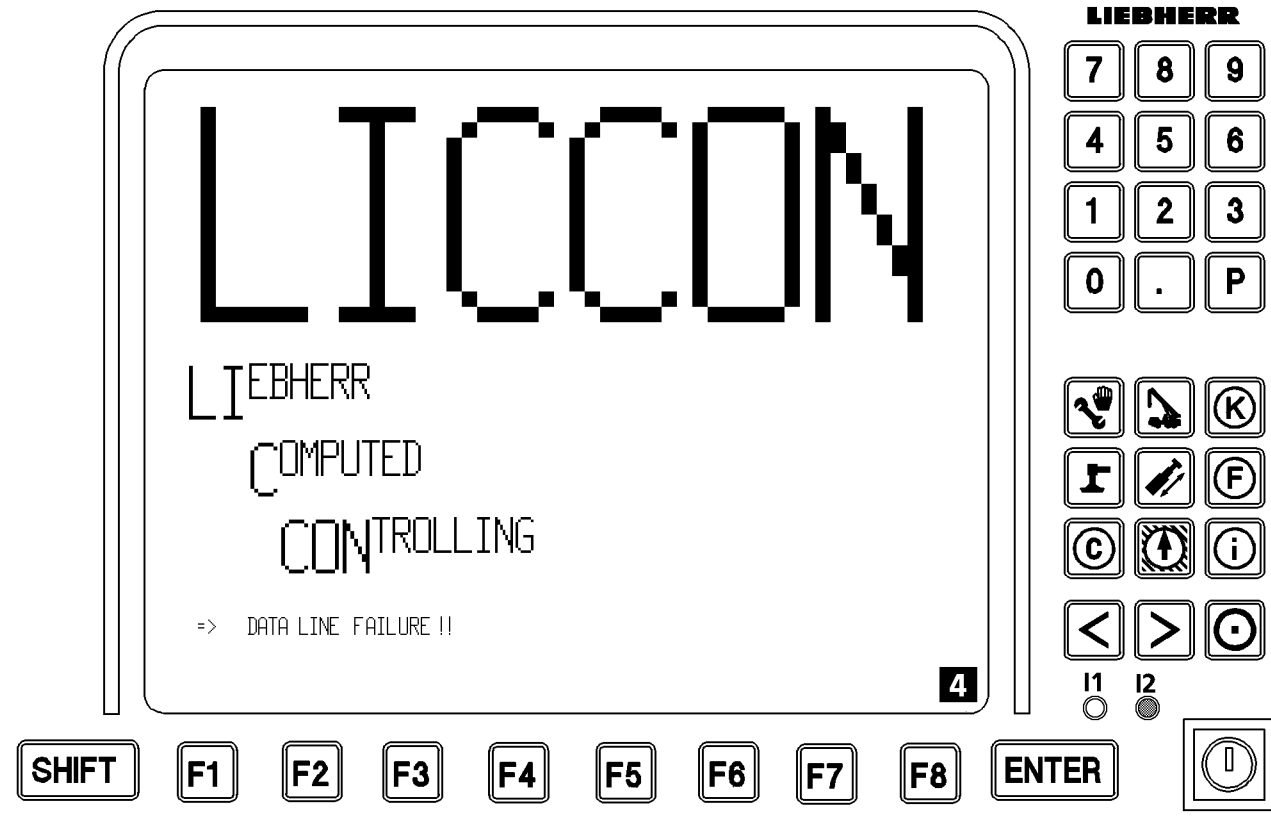 LIEBHERR
LICCON
LIEBHERR
COMPUTED
CONTROLLING
=> DATA LINE FAILURE !!
4
7 8 9
4 5 6
1 2 3
0 . P
K
F
C i
< >
I1 I2
SHIFT F1 F2 F3 F4 F5 F6 F7 F8 ENTER